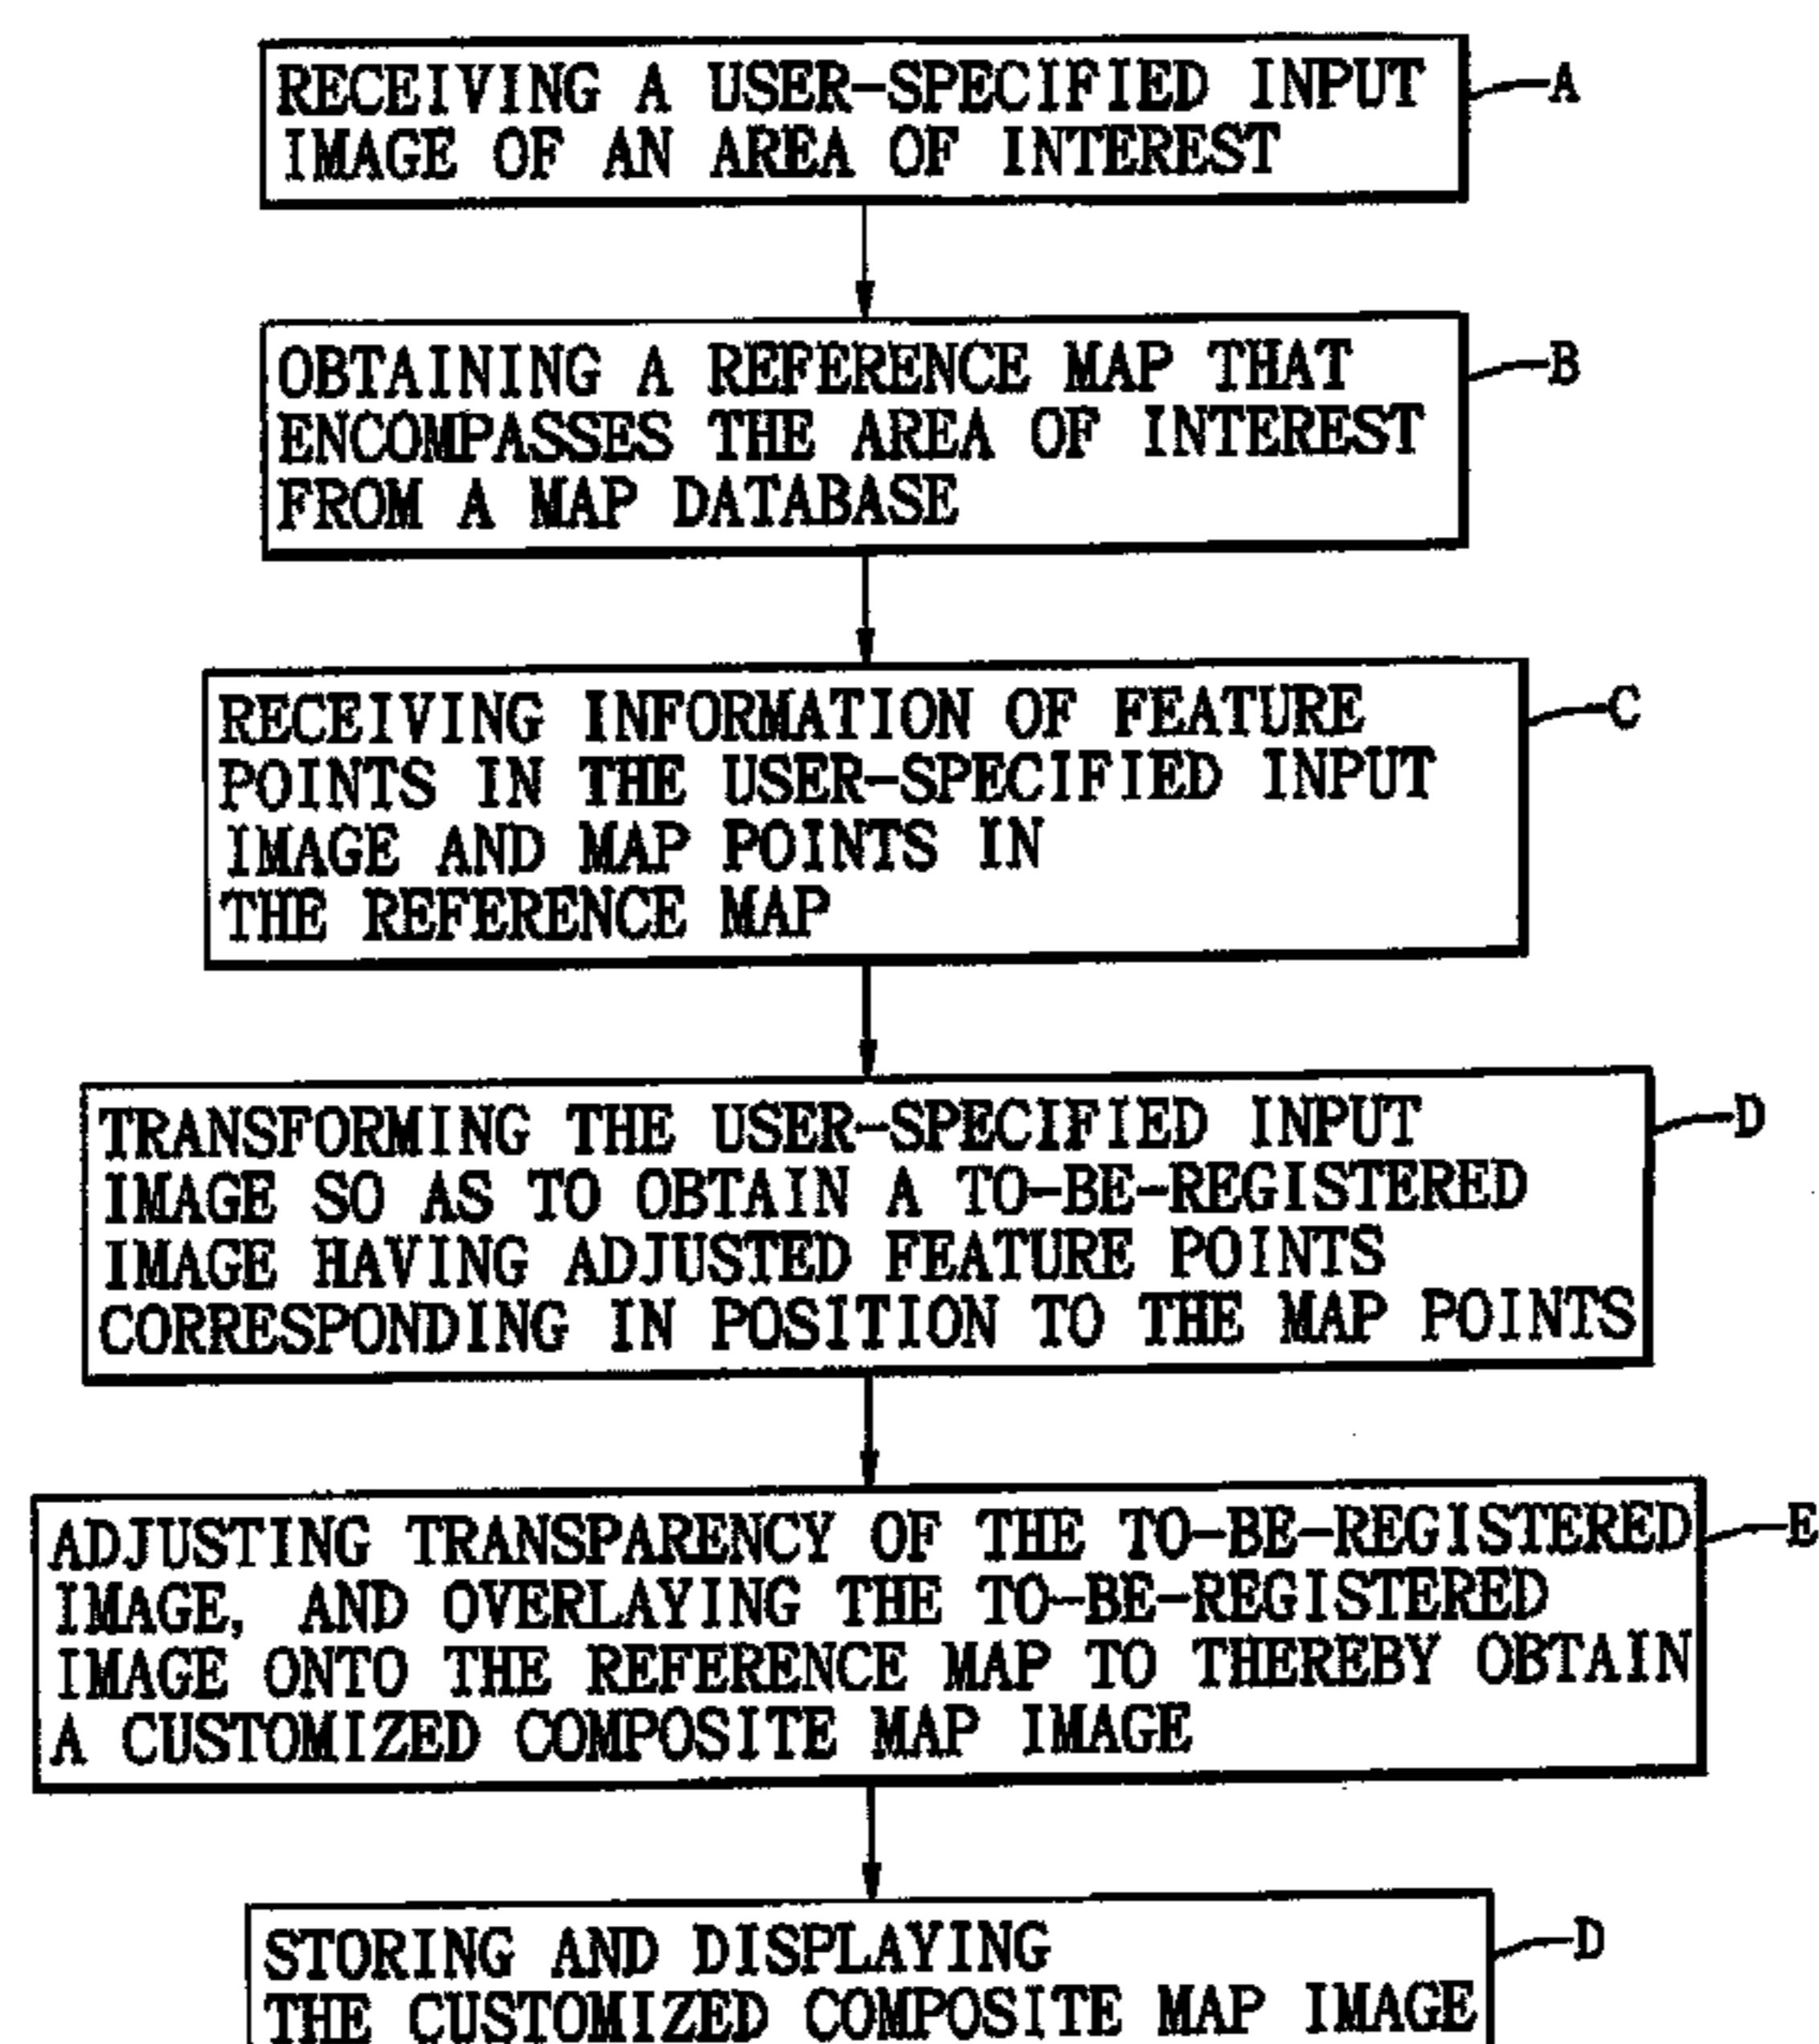 RECEIVING A USER-SPECIFIED INPUT
IMAGE OF AN AREA OF INTEREST
A
OBTAINING A REFERENCE MAP THAT
ENCOMPASSES THE AREA OF INTEREST
FROM A MAP DATABASE
B
RECEIVING INFORMATION OF FEATURE
POINTS IN THE USER-SPECIFIED INPUT
IMAGE AND MAP POINTS IN
THE REFERENCE MAP
C
TRANSFORMING THE USER-SPECIFIED INPUT
IMAGE SO AS TO OBTAIN A TO-BE-REGISTERED
IMAGE HAVING ADJUSTED FEATURE POINTS
CORRESPONDING IN POSITION TO THE MAP POINTS
D
ADJUSTING TRANSPARENCY OF THE TO-BE-REGISTERED
IMAGE, AND OVERLAYING THE TO-BE-REGISTERED
IMAGE ONTO THE REFERENCE MAP TO THEREBY OBTAIN
A CUSTOMIZED COMPOSITE MAP IMAGE
E
STORING AND DISPLAYING
THE CUSTOMIZED COMPOSITE MAP IMAGE
D